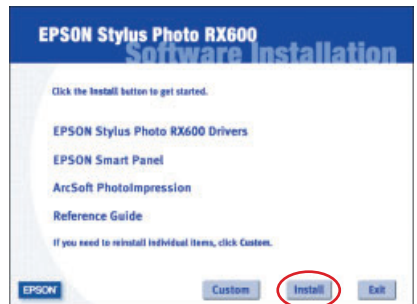 EPSON Stylus Photo RX600
Software Installation
Click the Install button to get started.
EPSON Stylus Photo RX600 Drivers
EPSON Smart Panel
ArcSoft PhotoImpression
Reference Guide
If you need to reinstall individual items, click Custom.
EPSON Custom Install Exit